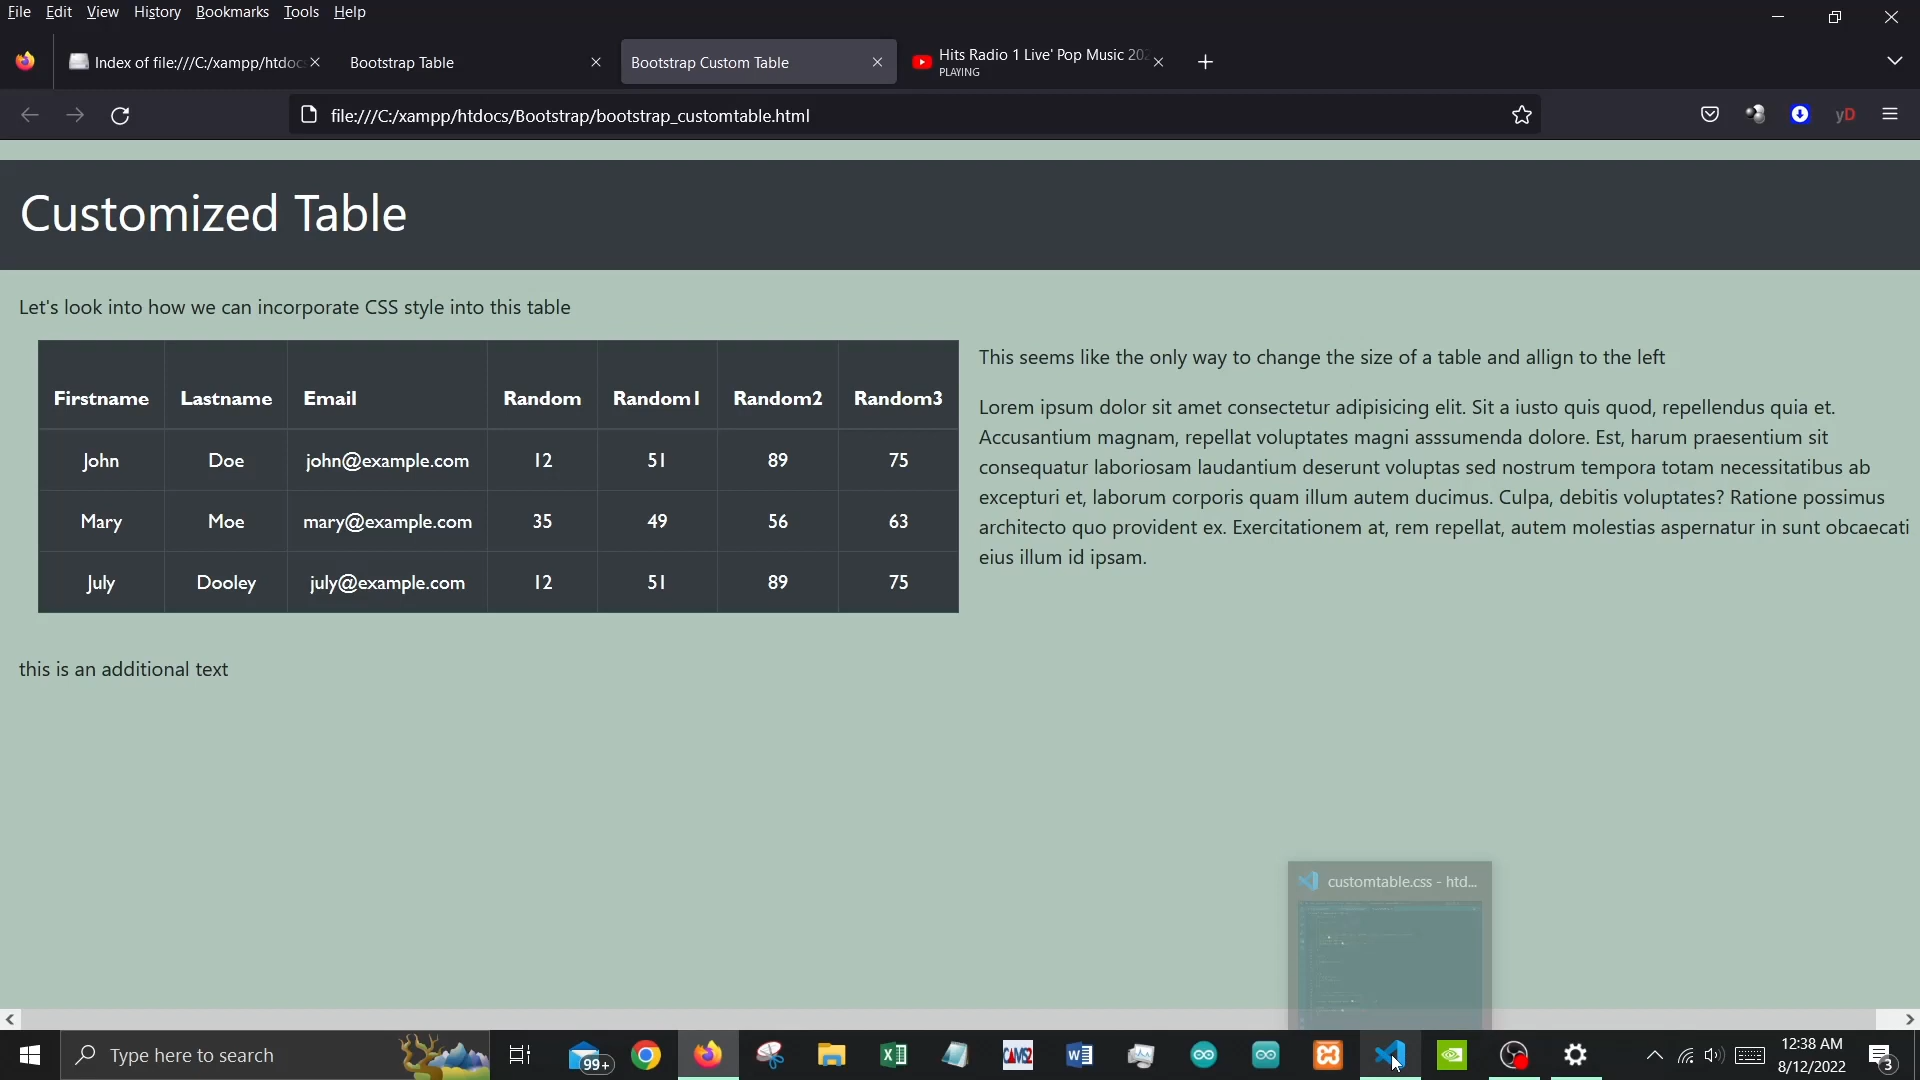 File Edit View History Bookmarks Tools Help
Index of file:///C:/xampp/htdoc
Bootstrap Table
Bootstrap Custom Table
Hits Radio 1 Live' Pop Music 202
PLAYING
file:///C:/xampp/htdocs/Bootstrap/bootstrap_customtable.html
yD
Customized Table
Let's look into how we can incorporate CSS style into this table
Firstname Lastname Email Random Random1 Random2 Random3
John Doe john@example.com 12 51 89 75
Mary Moe mary@example.com 35 49 56 63
July Dooley july@example.com 12 51 89 75
This seems like the only way to change the size of a table and allign to the left
Lorem ipsum dolor sit amet consectetur adipisicing elit. Sit a iusto quis quod, repellendus quia et.
Accusantium magnam, repellat voluptates magni asssumenda dolore. Est, harum praesentium sit
consequatur laboriosam laudantium deserunt voluptas sed nostrum tempora totam necessitatibus ab
excepturi et, laborum corporis quam illum autem ducimus. Culpa, debitis voluptates? Ratione possimus
architecto quo provident ex. Exercitationem at, rem repellat, autem molestias aspernatur in sunt obcaecati
eius illum id ipsam.
this is an additional text
customtable.css - htd...
Type here to search
99+
CAMS2
12:38 AM
8/12/2022
3